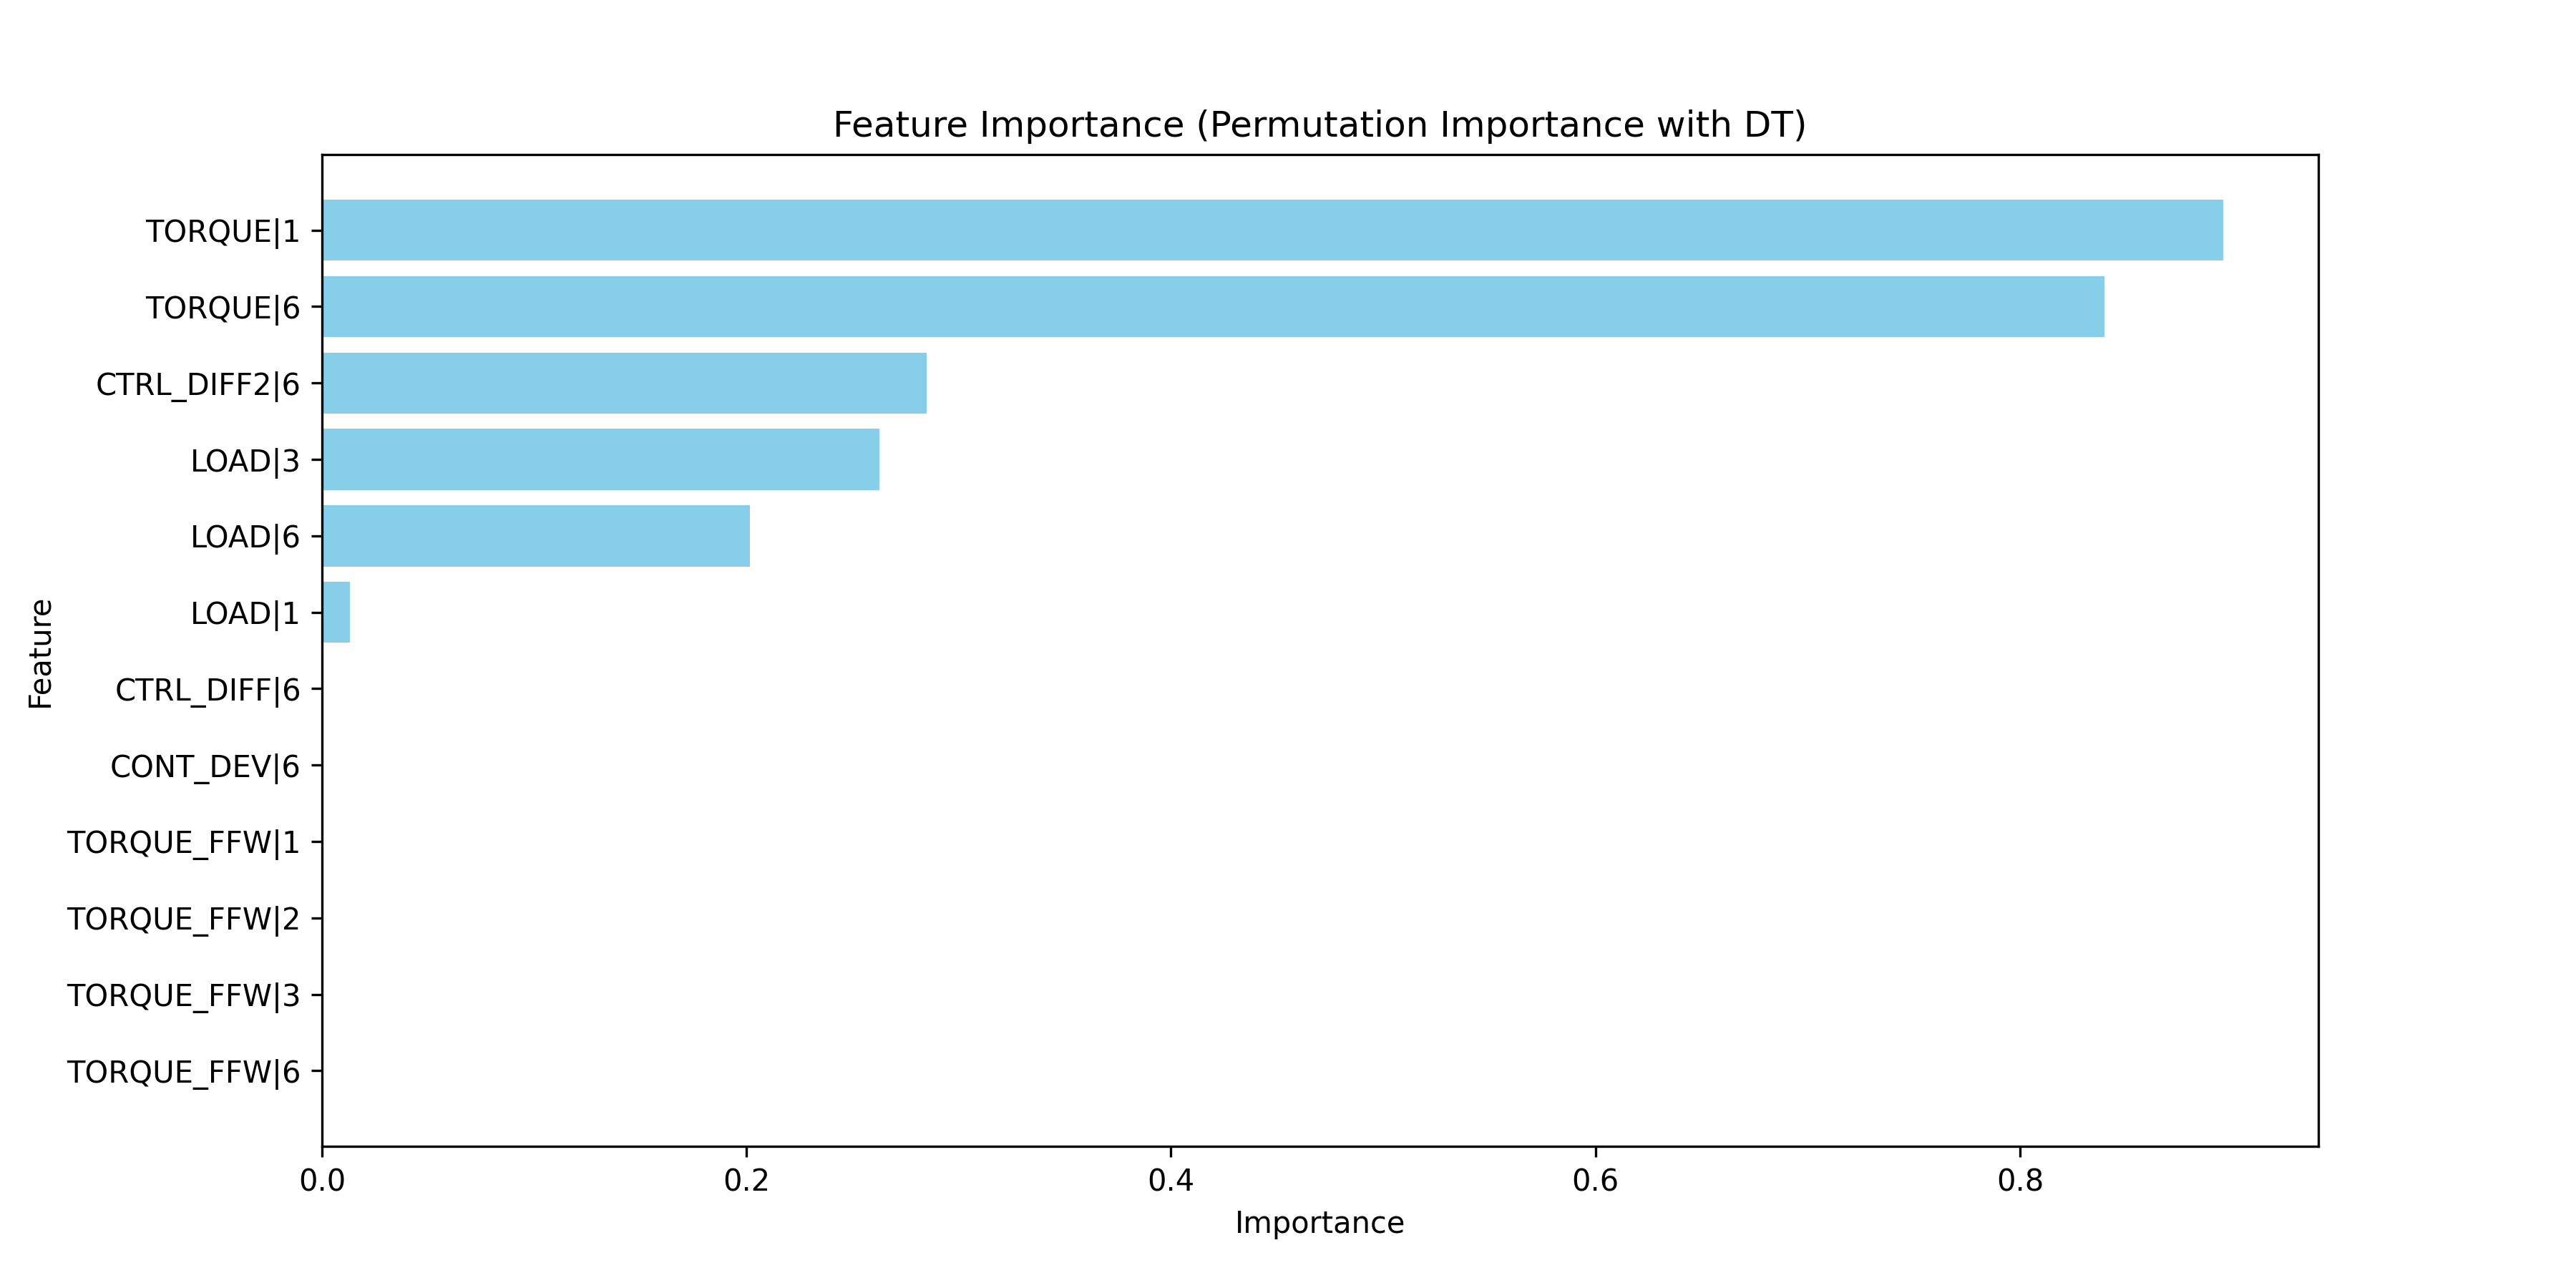 Feature Importance (Permutation Importance with DT)
TORQUE|1
TORQUE|6
CTRL_DIFF2|6
LOAD|3
LOAD|6
LOAD|1
CTRL_DIFF|6
CONT_DEV|6
TORQUE_FFW|1
TORQUE_FFW|2
TORQUE_FFW|3
TORQUE_FFW|6
Feature
0.0 0.2 0.4 0.6 0.8
Importance